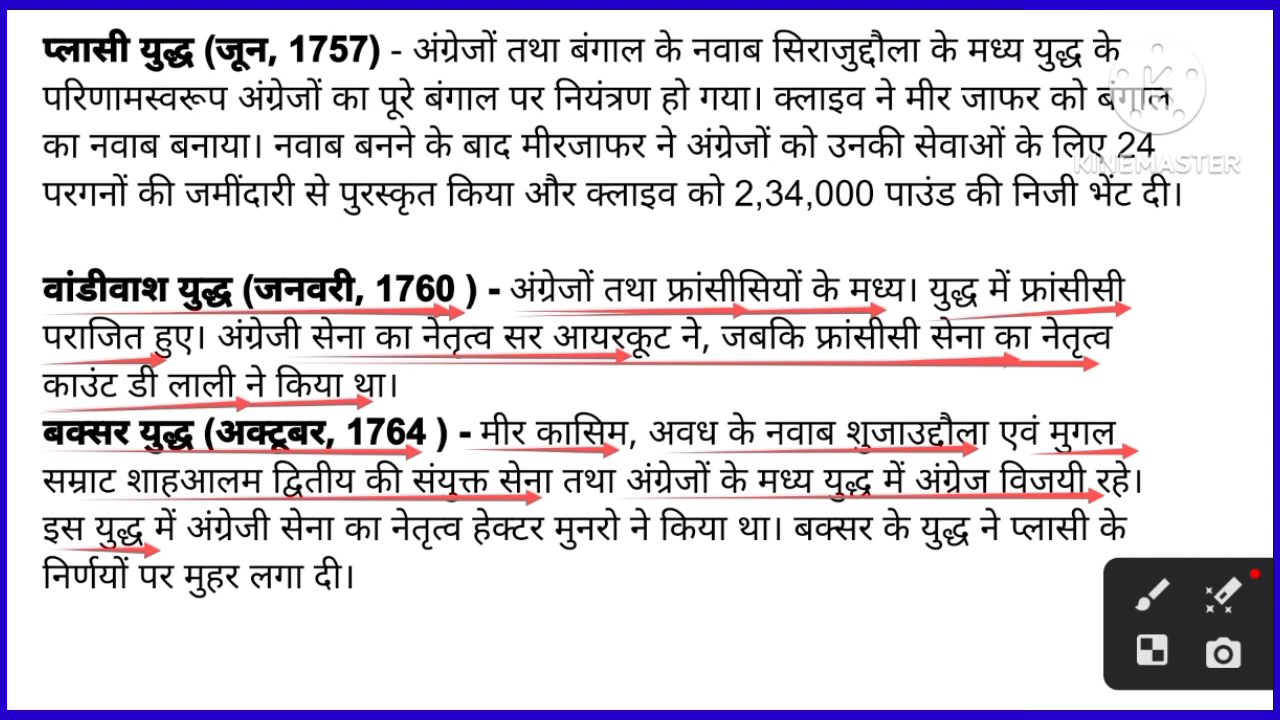 प्लासी युद्ध (जून, 1757) - अंग्रेजों तथा बंगाल के नवाब सिराजुद्दौला के मध्य युद्ध के
परिणामस्वरूप अंग्रेजों का पूरे बंगाल पर नियंत्रण हो गया। क्लाइव ने मीर जाफर को बंगाल
का नवाब बनाया। नवाब बनने के बाद मीरजाफर ने अंग्रेजों को उनकी सेवाओं के लिए 24
परगनों की जमींदारी से पुरस्कृत किया और क्लाइव को 2,34,000 पाउंड की निजी भेंट दी।
K
KINEMASTER
वांडीवाश युद्ध (जनवरी, 1760 ) - अंग्रेजों तथा फ्रांसीसियों के मध्य। युद्ध में फ्रांसीसी
पराजित हुए। अंग्रेजी सेना का नेतृत्व सर आयरकूट ने, जबकि फ्रांसीसी सेना का नेतृत्व
काउंट डी लाली ने किया था।
बक्सर युद्ध (अक्टूबर, 1764 ) - मीर कासिम, अवध के नवाब शुजाउद्दौला एवं मुगल
सम्राट शाहआलम द्वितीय की संयुक्त सेना तथा अंग्रेजों के मध्य युद्ध में अंग्रेज विजयी रहे।
इस युद्ध में अंग्रेजी सेना का नेतृत्व हेक्टर मुनरो ने किया था। बक्सर के युद्ध ने प्लासी के
निर्णयों पर मुहर लगा दी।